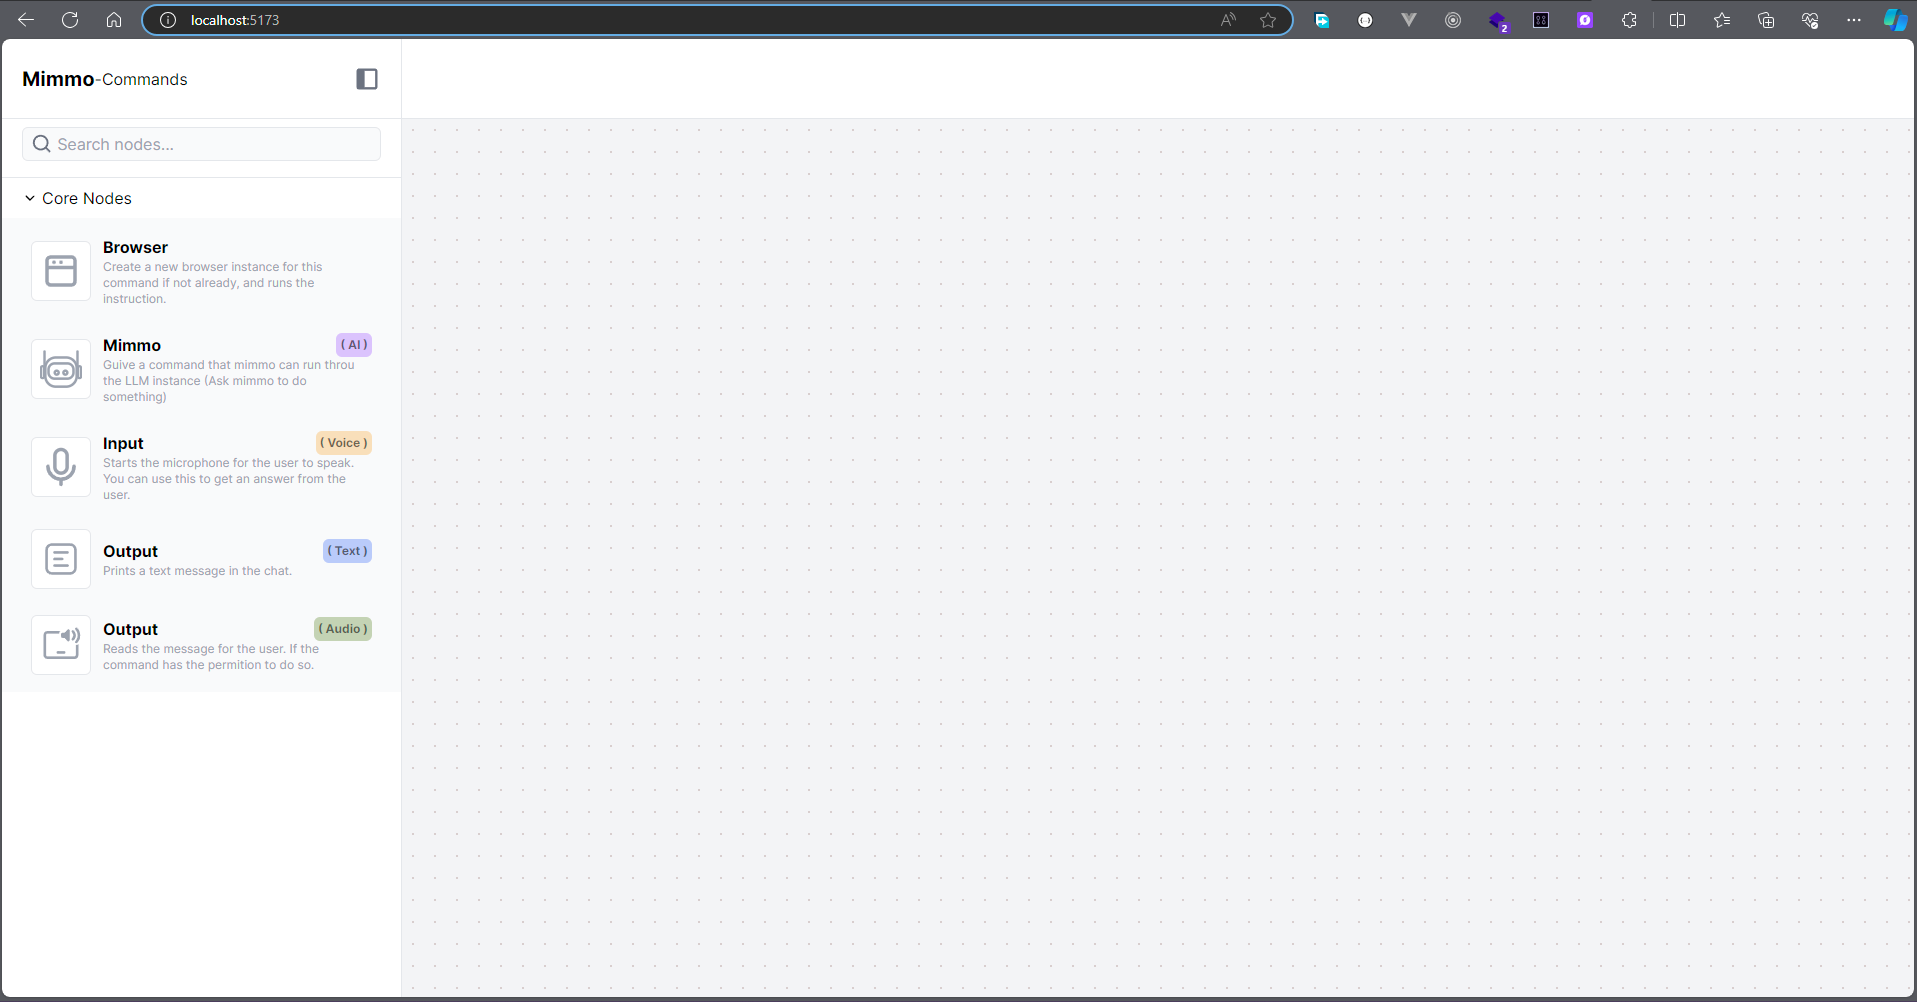 localhost:5173
2
Mimmo-Commands
Search nodes...
Core Nodes
Browser
Create a new browser instance for this
command if not already, and runs the
instruction.
Mimmo
( AI )
Guive a command that mimmo can run throu
the LLM instance (Ask mimmo to do
something)
Input
( Voice )
Starts the microphone for the user to speak.
You can use this to get an answer from the
user.
Output
( Text )
Prints a text message in the chat.
Output
( Audio )
Reads the message for the user. If the
command has the permition to do so.